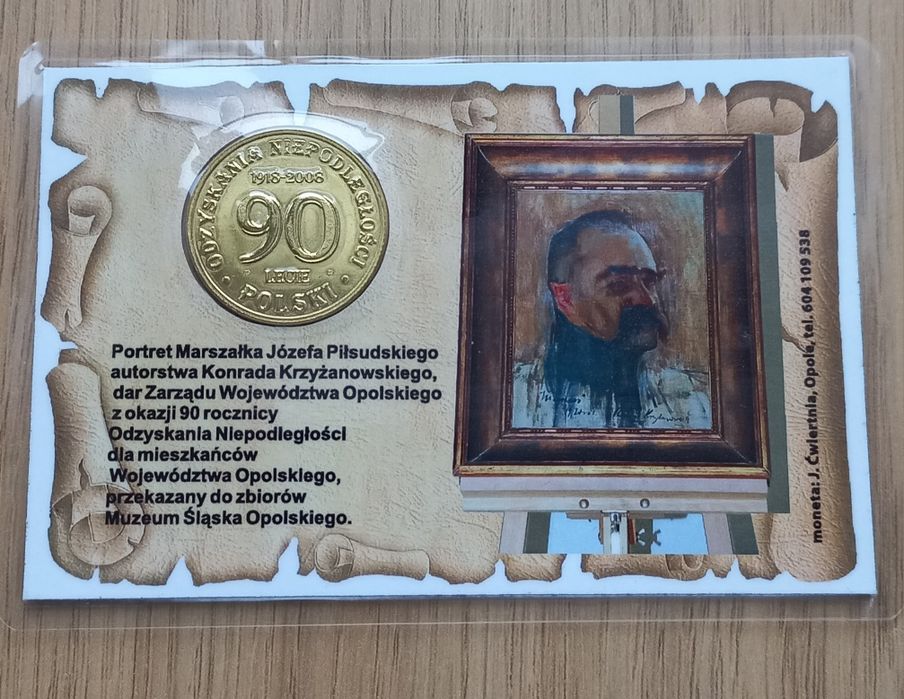 ODZYSKANIA NIEPODLEGŁOŚCI
1918-2008
90
LECIE
POLSKI
Portret Marszałka Józefa Piłsudskiego
autorstwa Konrada Krzyżanowskiego,
dar Zarządu Województwa Opolskiego
z okazji 90 rocznicy
Odzyskania Niepodległości
dla mieszkańców
Województwa Opolskiego,
przekazany do zbiorów
Muzeum Śląska Opolskiego.
moneta: J. Ćwiertnia, Opole, tel. 604 109 538